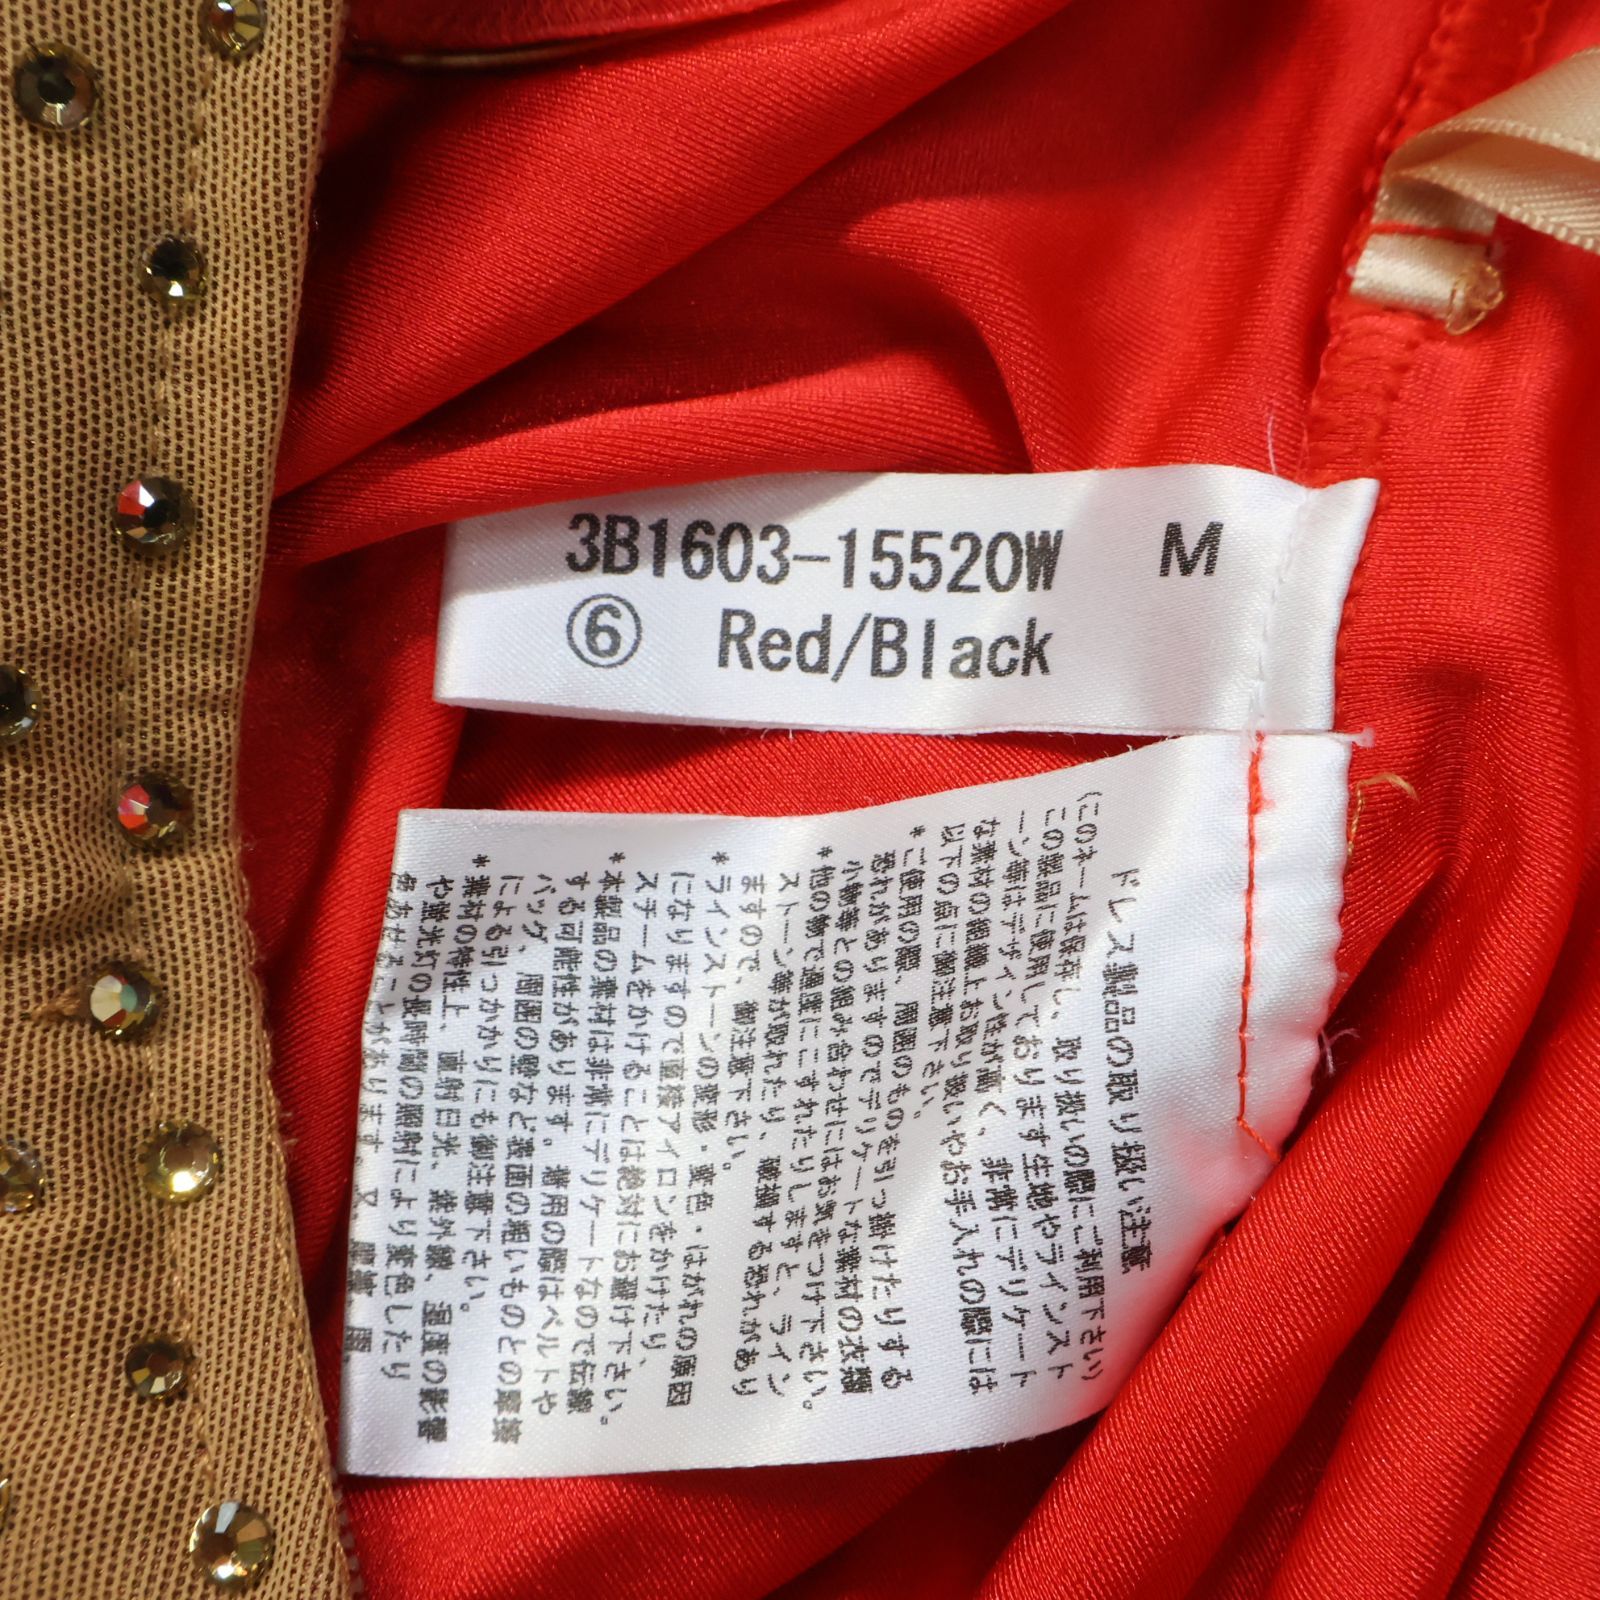 3B1603-15520W M
⑥ Red/Black
ドレス製品の取り扱い注意
(このネームは保存し、取り扱いの際にご利用下さい)
この製品に使用しております生地やラインスト
ーン等はデザイン性が高く、非常にデリケート
な素材の組織上お取り扱いやお手入れの際には
以下の点に御注意下さい。
*ご使用の際、周囲のものを引っ掛けたりする
恐れがありますのでデリケートな素材の衣類
小物等との組み合わせにはお気をつけ下さい。
*他の物で過度にこすれたりしますと、ライン
ストーン等が取れたり、破損する恐れがあり
ますので、御注意下さい。
*ラインストーンの変形・変色・はがれの原因
になりますので直接アイロンをかけたり、
スチームをかけることは絶対にお避け下さい。
*本製品の素材は非常にデリケートなので伝線
する可能性があります。着用の際はベルトや
バッグ、周囲の壁など表面の粗いものとの摩擦
による引っかかりにも御注意下さい。
*素材の特性上、直射日光、紫外線、湿度の影響
や蛍光灯の長時間の照射により変色したり
色あせることがあります。又、